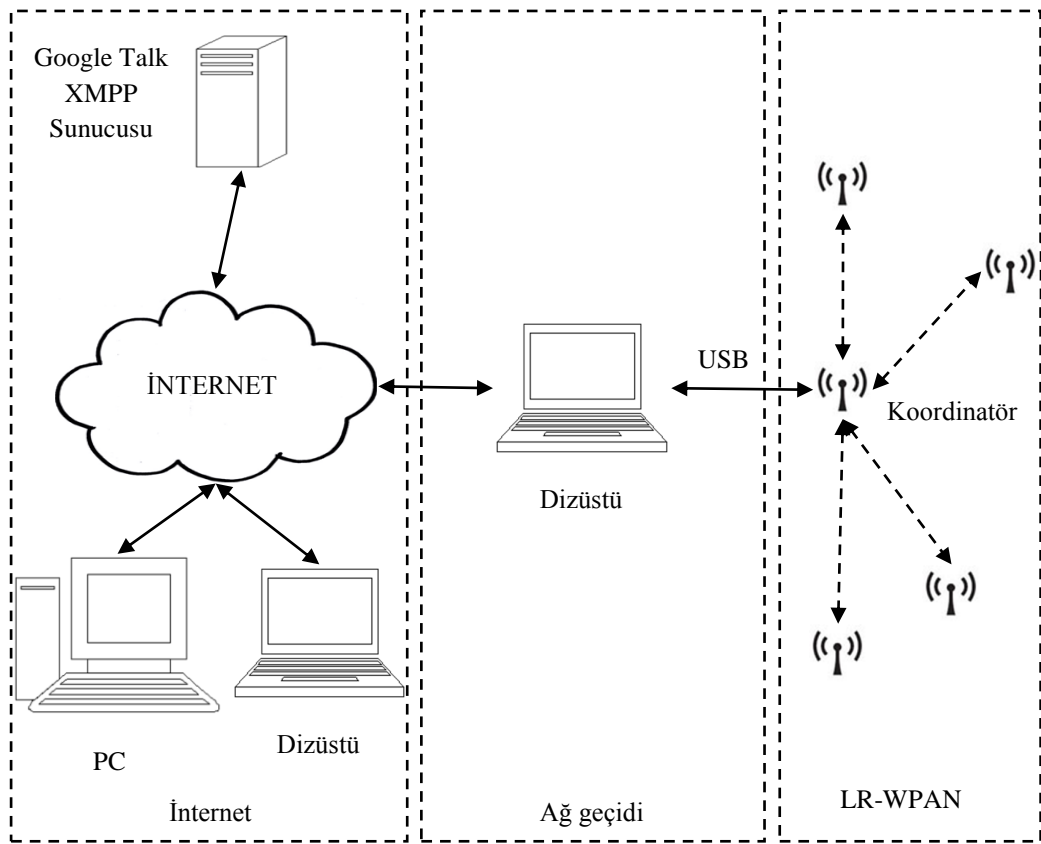 Google Talk
XMPP
Sunucusu
İNTERNET
USB
Koordinatör
Dizüstü
PC
Dizüstü
İnternet
Ağ geçidi
LR-WPAN